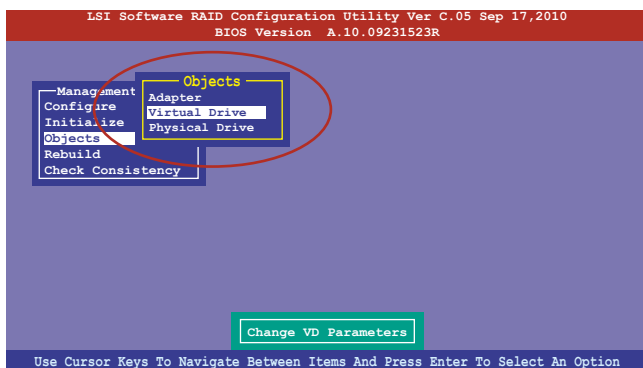 LSI Software RAID Configuration Utility Ver C.05 Sep 17,2010
BIOS Version A.10.09231523R
Management
Configure
Initialize
Objects
Rebuild
Check Consistency
Objects
Adapter
Virtual Drive
Physical Drive
Change VD Parameters
Use Cursor Keys To Navigate Between Items And Press Enter To Select An Option